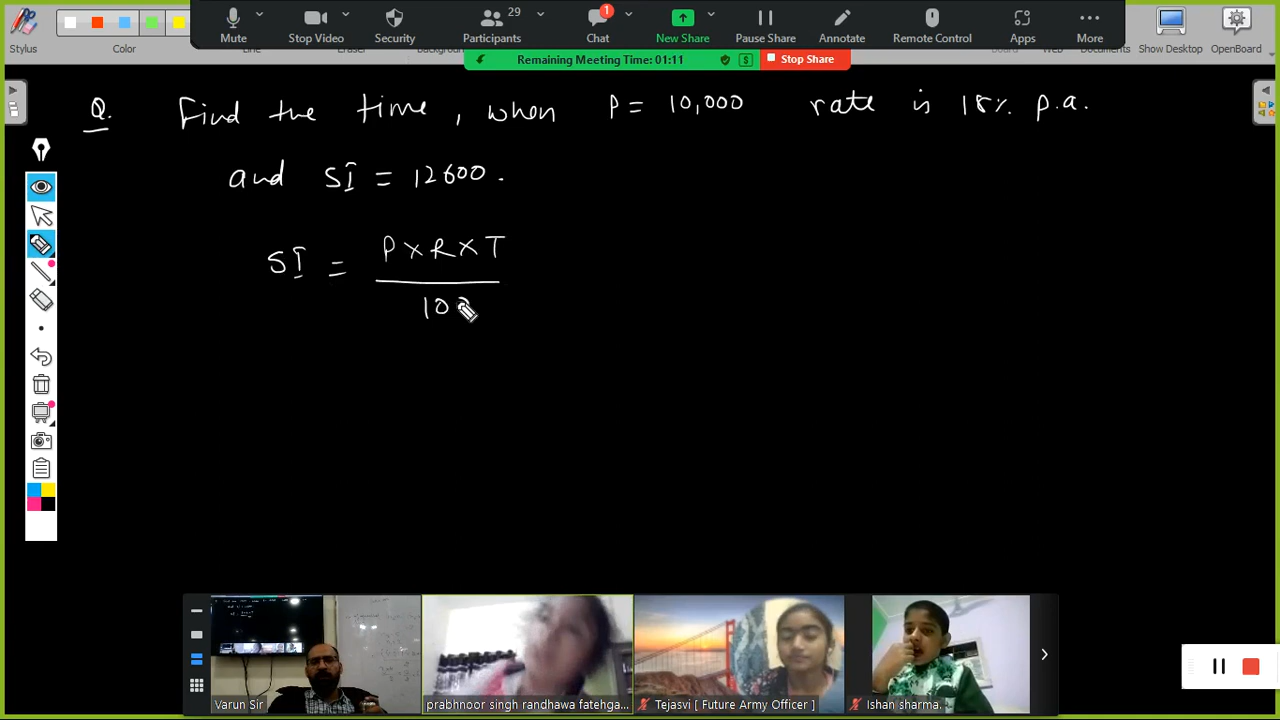 Mute
Stop Video
Security
29
Participants
1
Chat
New Share
Pause Share
Annotate
Remote Control
Apps
More
Stylus
Color
Show Desktop
OpenBoard
Remaining Meeting Time: 01:11
Stop Share
Q. Find the time, when P = 10,000 rate is 18% p.a.
and SI = 12600.
SI = P × R × T
100
Varun Sir
prabhnoor singh randhawa fatehga...
Tejasvi [ Future Army Officer ]
Ishan sharma.